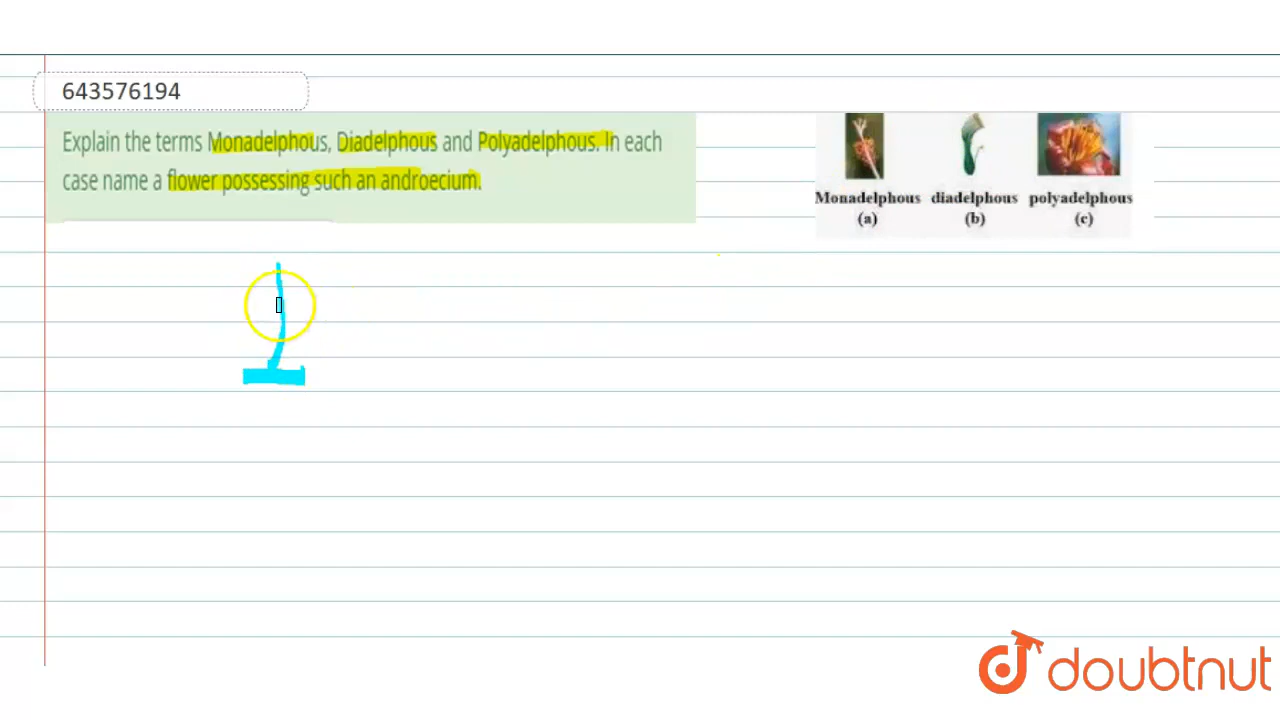 643576194
Explain the terms Monadelphous, Diadelphous and Polyadelphous. In each
case name a flower possessing such an androecium.
Monadelphous diadelphous polyadelphous
(a) (b) (c)
doubtnut